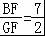 BF/GF = 7/2